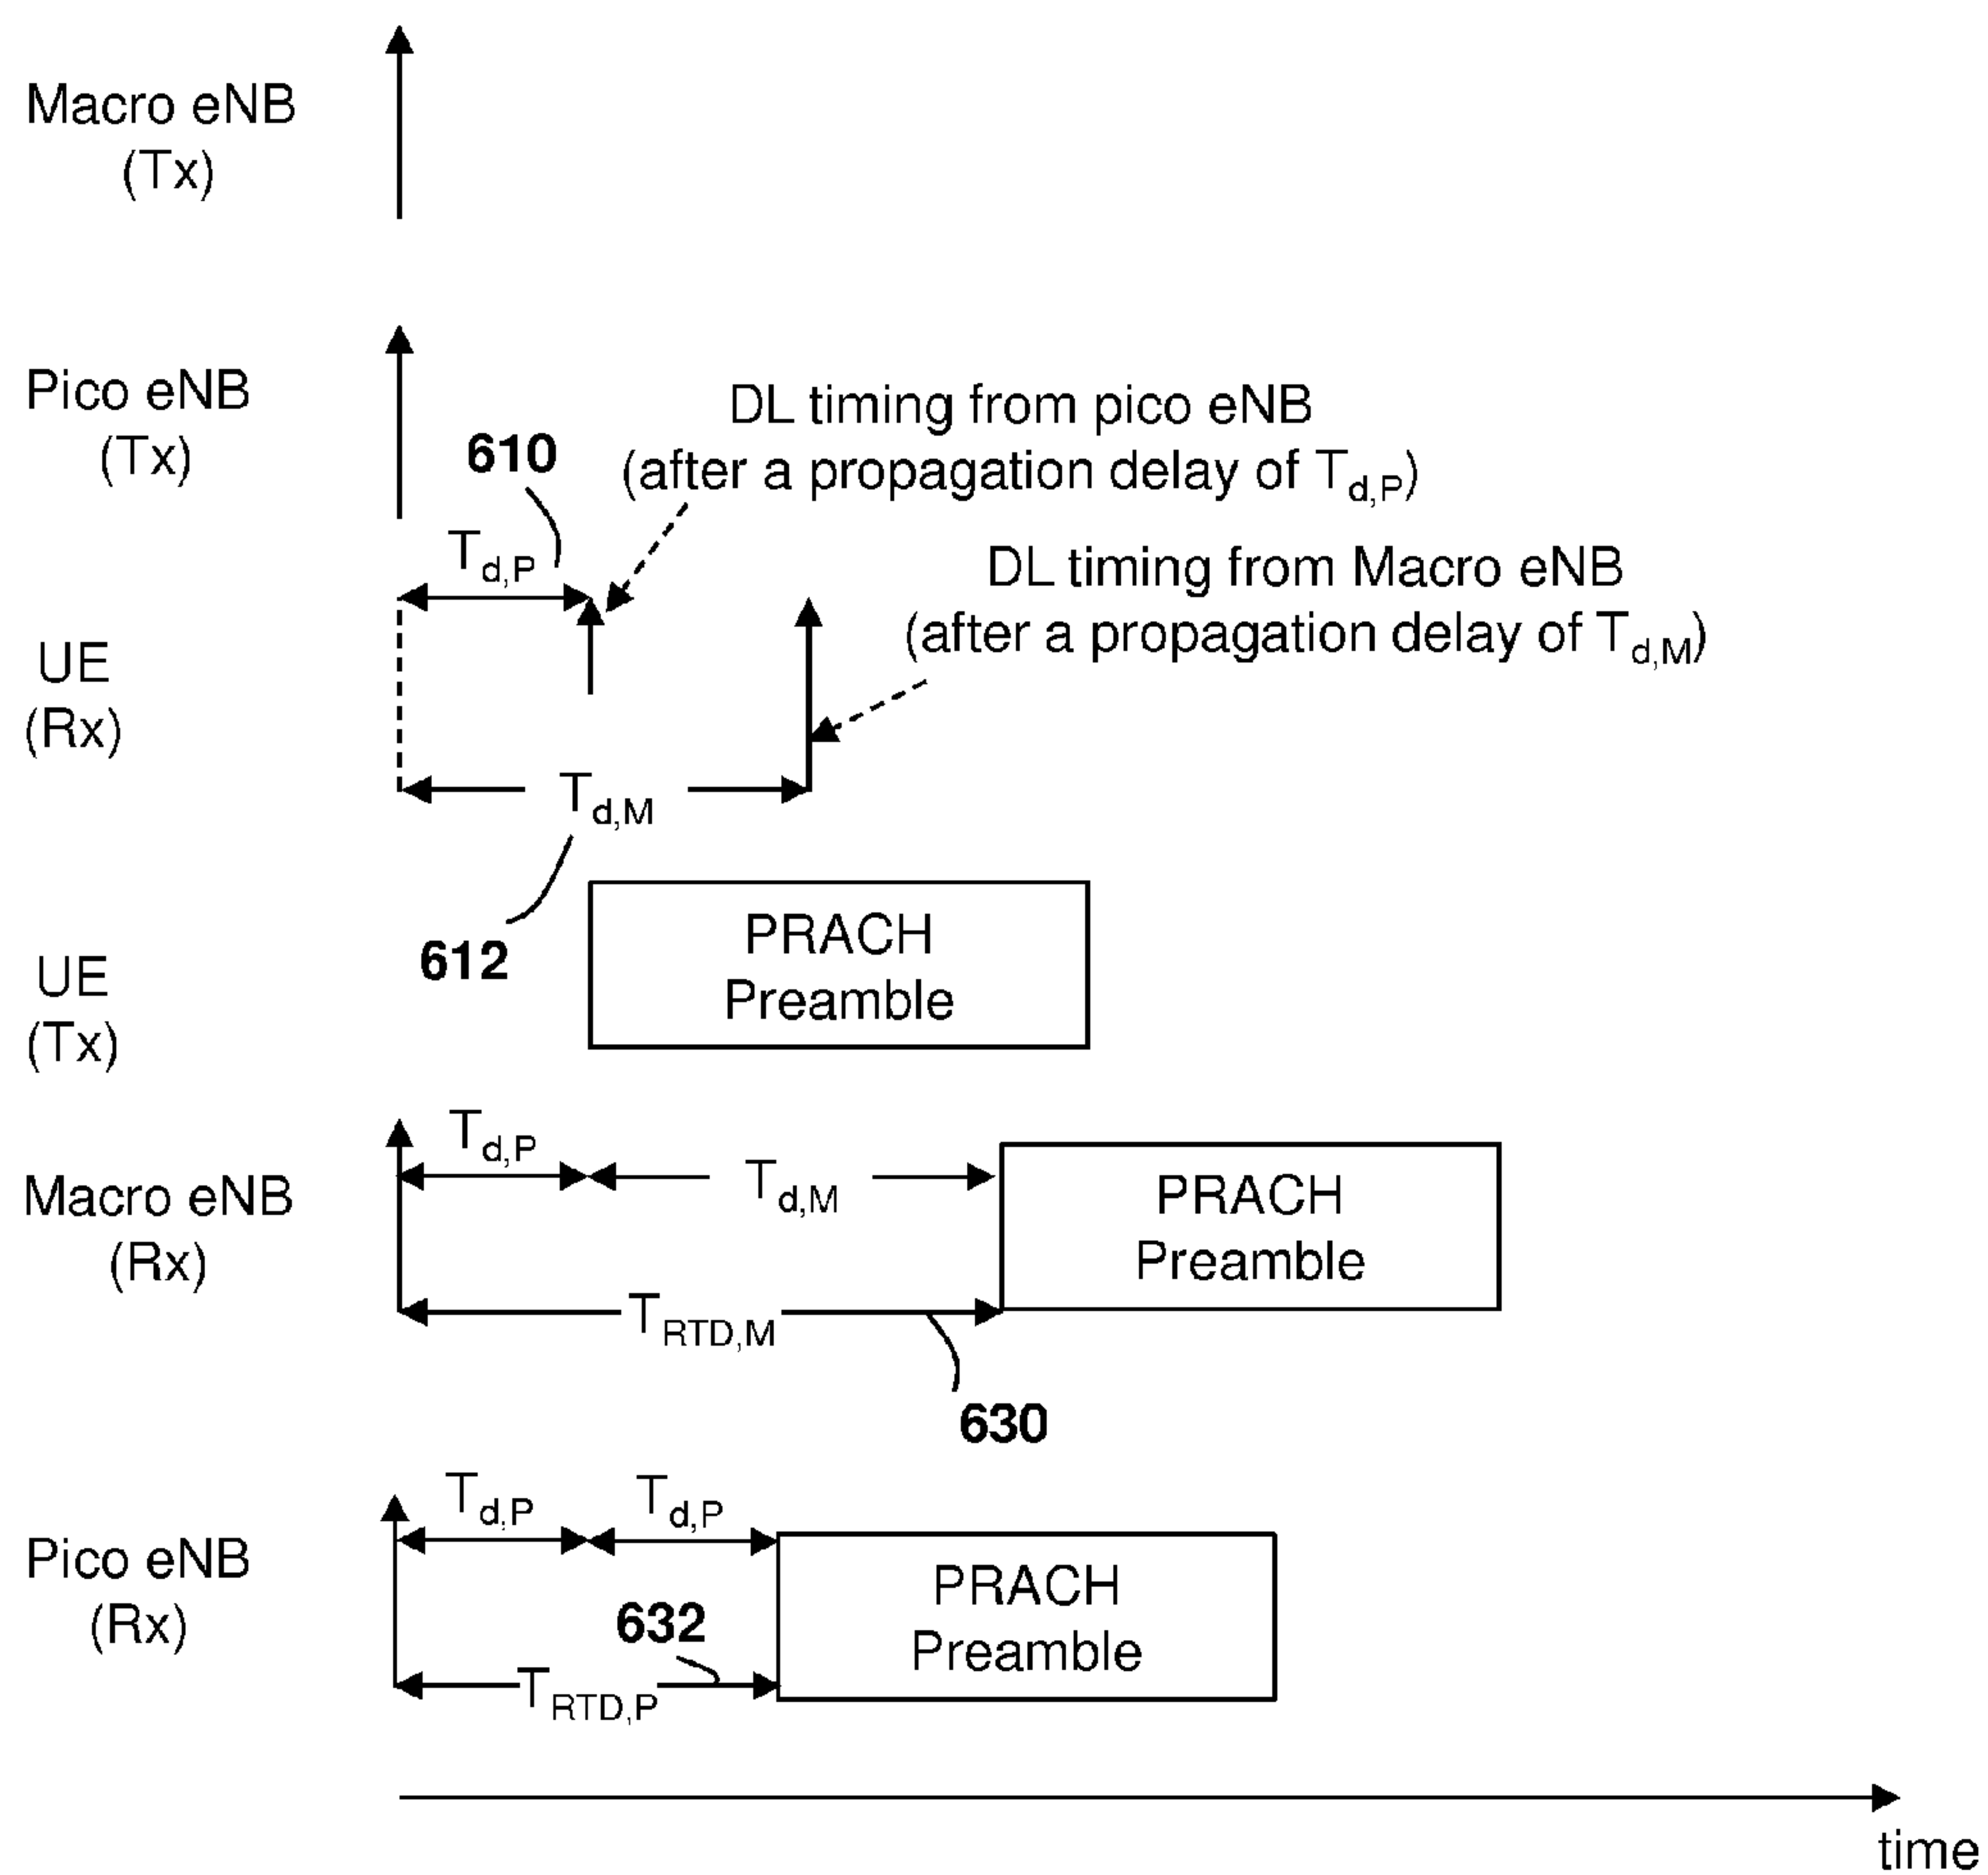 Macro eNB
(Tx)
Pico eNB
(Tx)
DL timing from pico eNB
(after a propagation delay of Td,P)
610
Td,P
DL timing from Macro eNB
(after a propagation delay of Td,M)
UE
(Rx)
Td,M
612
PRACH
Preamble
UE
(Tx)
Td,P
Td,M
Macro eNB
(Rx)
PRACH
Preamble
TRTD,M
630
Td,P
Td,P
Pico eNB
(Rx)
PRACH
Preamble
632
TRTD,P
time